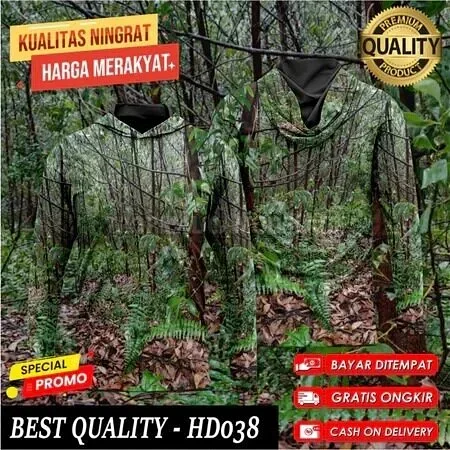 KUALITAS NINGRAT
HARGA MERAKYAT+
PREMIUM
QUALITY
PRODUCT
SPECIAL
PROMO
BAYAR DITEMPAT
GRATIS ONGKIR
CASH ON DELIVERY
BEST QUALITY - HD038